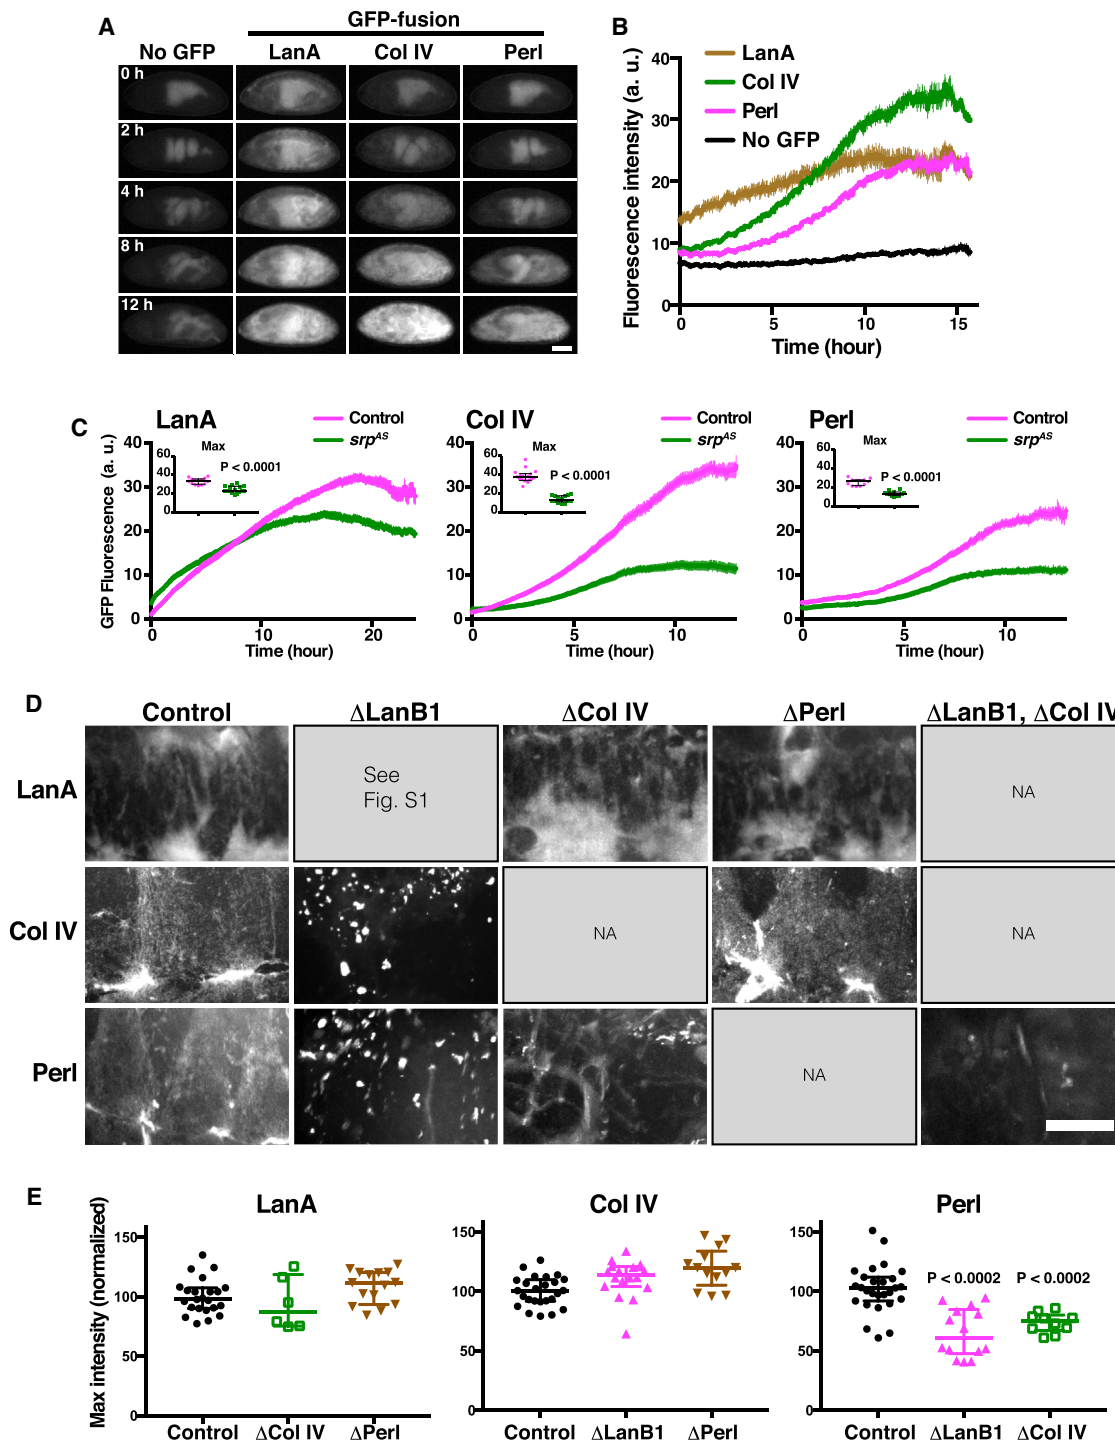 A
GFP-fusion
No GFP
LanA
Col IV
Perl
0 h
2 h
4 h
8 h
12 h
B
Fluorescence intensity (a. u.)
40
30
20
10
0
LanA
Col IV
Perl
No GFP
0
5
10
15
Time (hour)
C
GFP Fluorescence (a. u.)
LanA
Control
srpAS
40
30
20
10
0
Max
60
40
20
0
P < 0.0001
0
10
20
Time (hour)
Col IV
Control
srpAS
40
30
20
10
0
Max
60
40
20
0
P < 0.0001
0
5
10
Time (hour)
Perl
Control
srpAS
40
30
20
10
0
Max
60
40
20
0
P < 0.0001
0
5
10
Time (hour)
D
Control
ΔLanB1
ΔCol IV
ΔPerl
ΔLanB1, ΔCol IV
LanA
See
Fig. S1
NA
Col IV
NA
NA
Perl
NA
E
Max intensity (normalized)
LanA
150
100
50
0
Control
ΔCol IV
ΔPerl
Col IV
150
100
50
0
Control
ΔLanB1
ΔPerl
Perl
150
100
50
0
P < 0.0002
P < 0.0002
Control
ΔLanB1
ΔCol IV